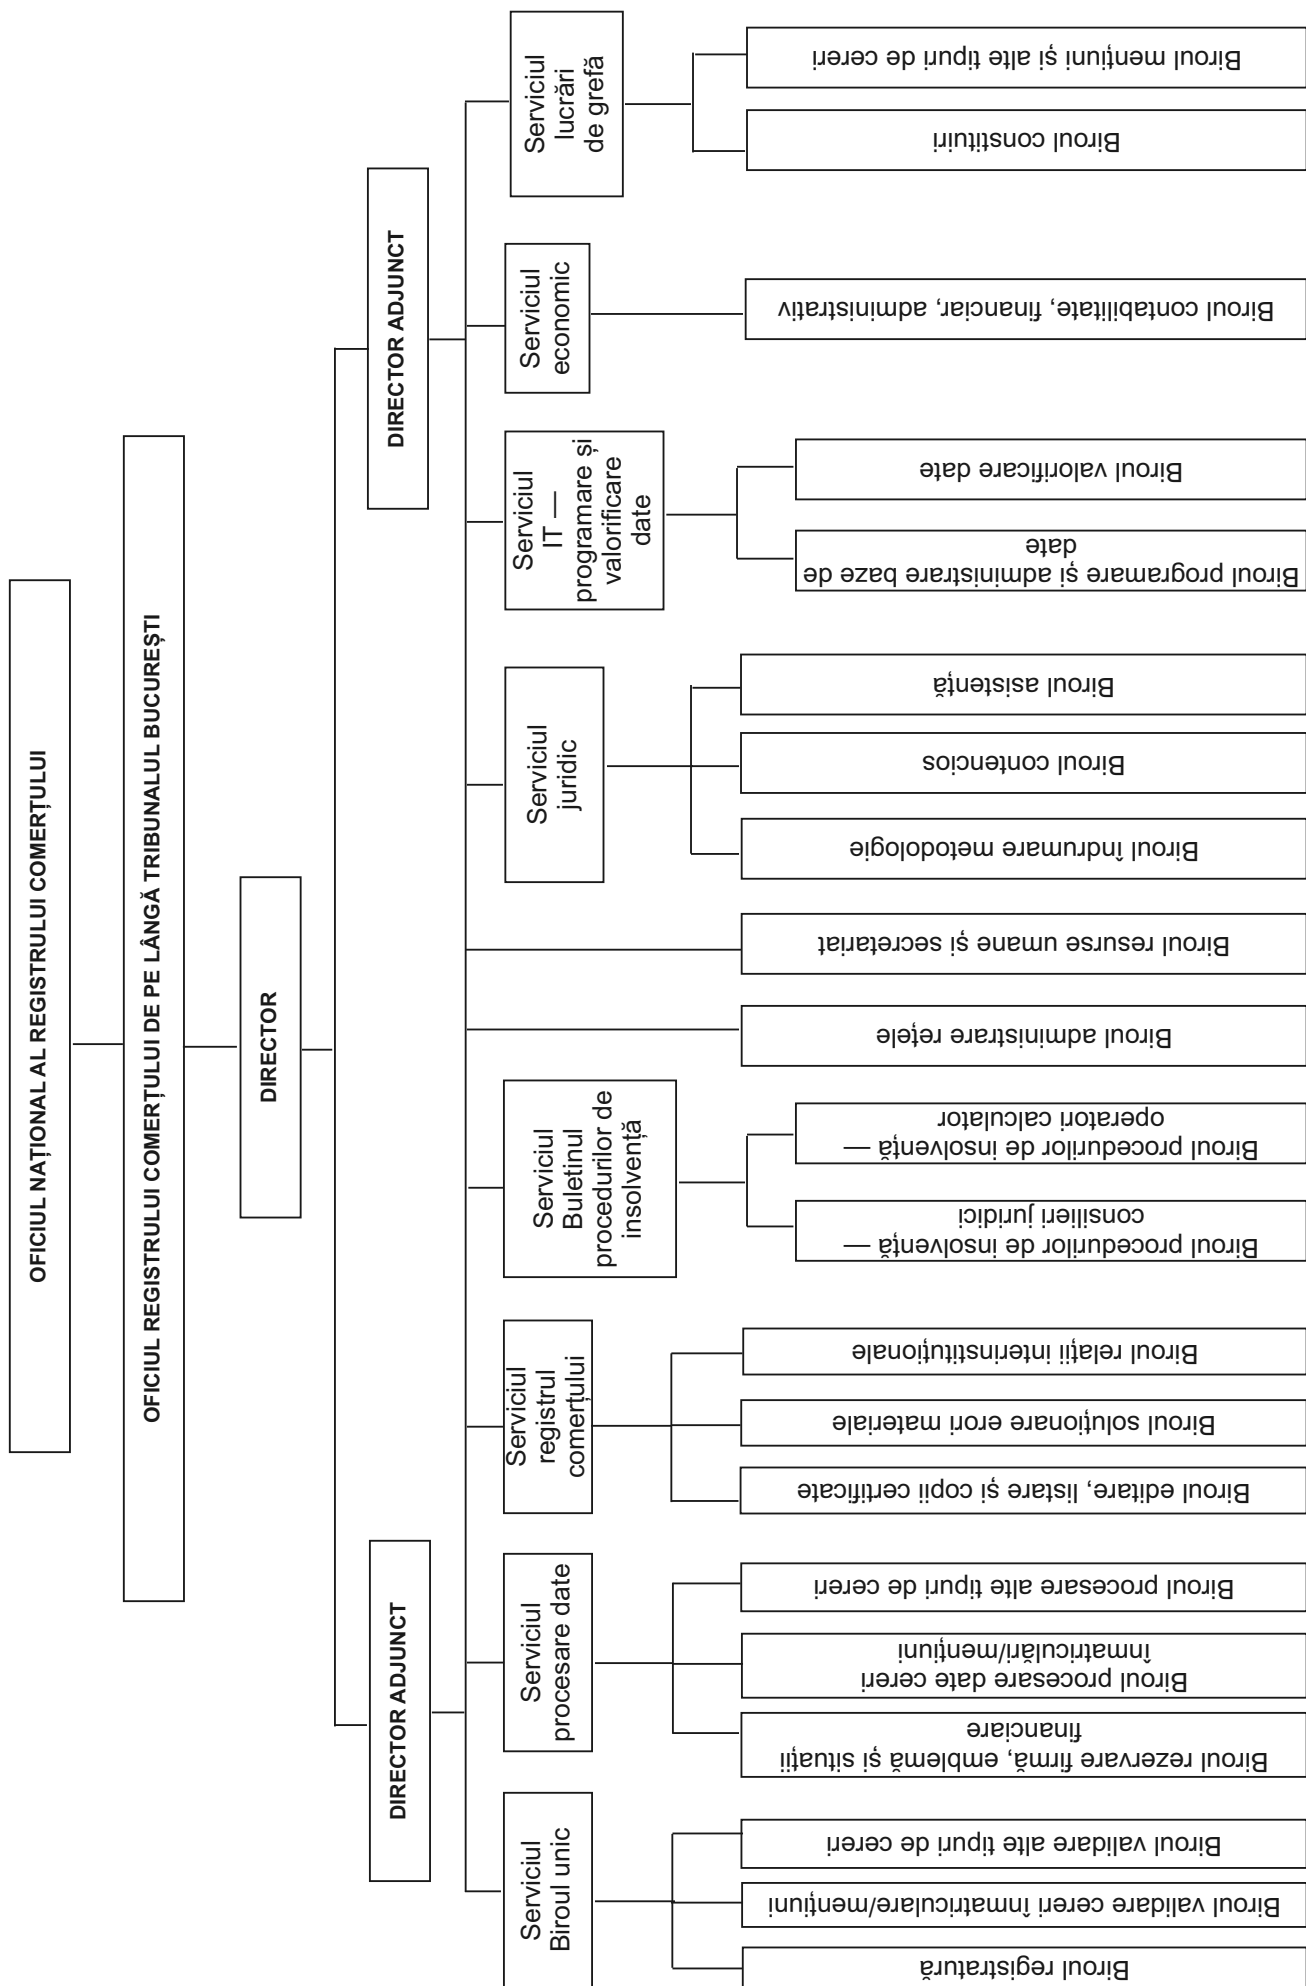 OFICIUL NAȚIONAL AL REGISTRULUI COMERȚULUI
OFICIUL REGISTRULUI COMERȚULUI DE PE LÂNGĂ TRIBUNALUL BUCUREȘTI
DIRECTOR
DIRECTOR ADJUNCT
DIRECTOR ADJUNCT
Serviciul
Biroul unic
Serviciul
procesare date
Serviciul
registrul
comerțului
Serviciul
Buletinul
procedurilor de
insolvență
Serviciul
juridic
Serviciul
IT —
programare și
valorificare
date
Serviciul
economic
Serviciul
lucrări
de grefă
Biroul registratură
Biroul validare cereri înmatriculare/mențiuni
Biroul validare alte tipuri de cereri
Biroul rezervare firmă, emblemă și situații
financiare
Biroul procesare date cereri
înmatriculări/mențiuni
Biroul procesare alte tipuri de cereri
Biroul editare, listare și copii certificate
Biroul soluționare erori materiale
Biroul relații interinstituționale
Biroul procedurilor de insolvență —
consilieri juridici
Biroul procedurilor de insolvență —
operatori calculator
Biroul administrare rețele
Biroul resurse umane și secretariat
Biroul îndrumare metodologie
Biroul contencios
Biroul asistență
Biroul programare și administrare baze de
date
Biroul valorificare date
Biroul contabilitate, financiar, administrativ
Biroul constituiri
Biroul mențiuni și alte tipuri de cereri